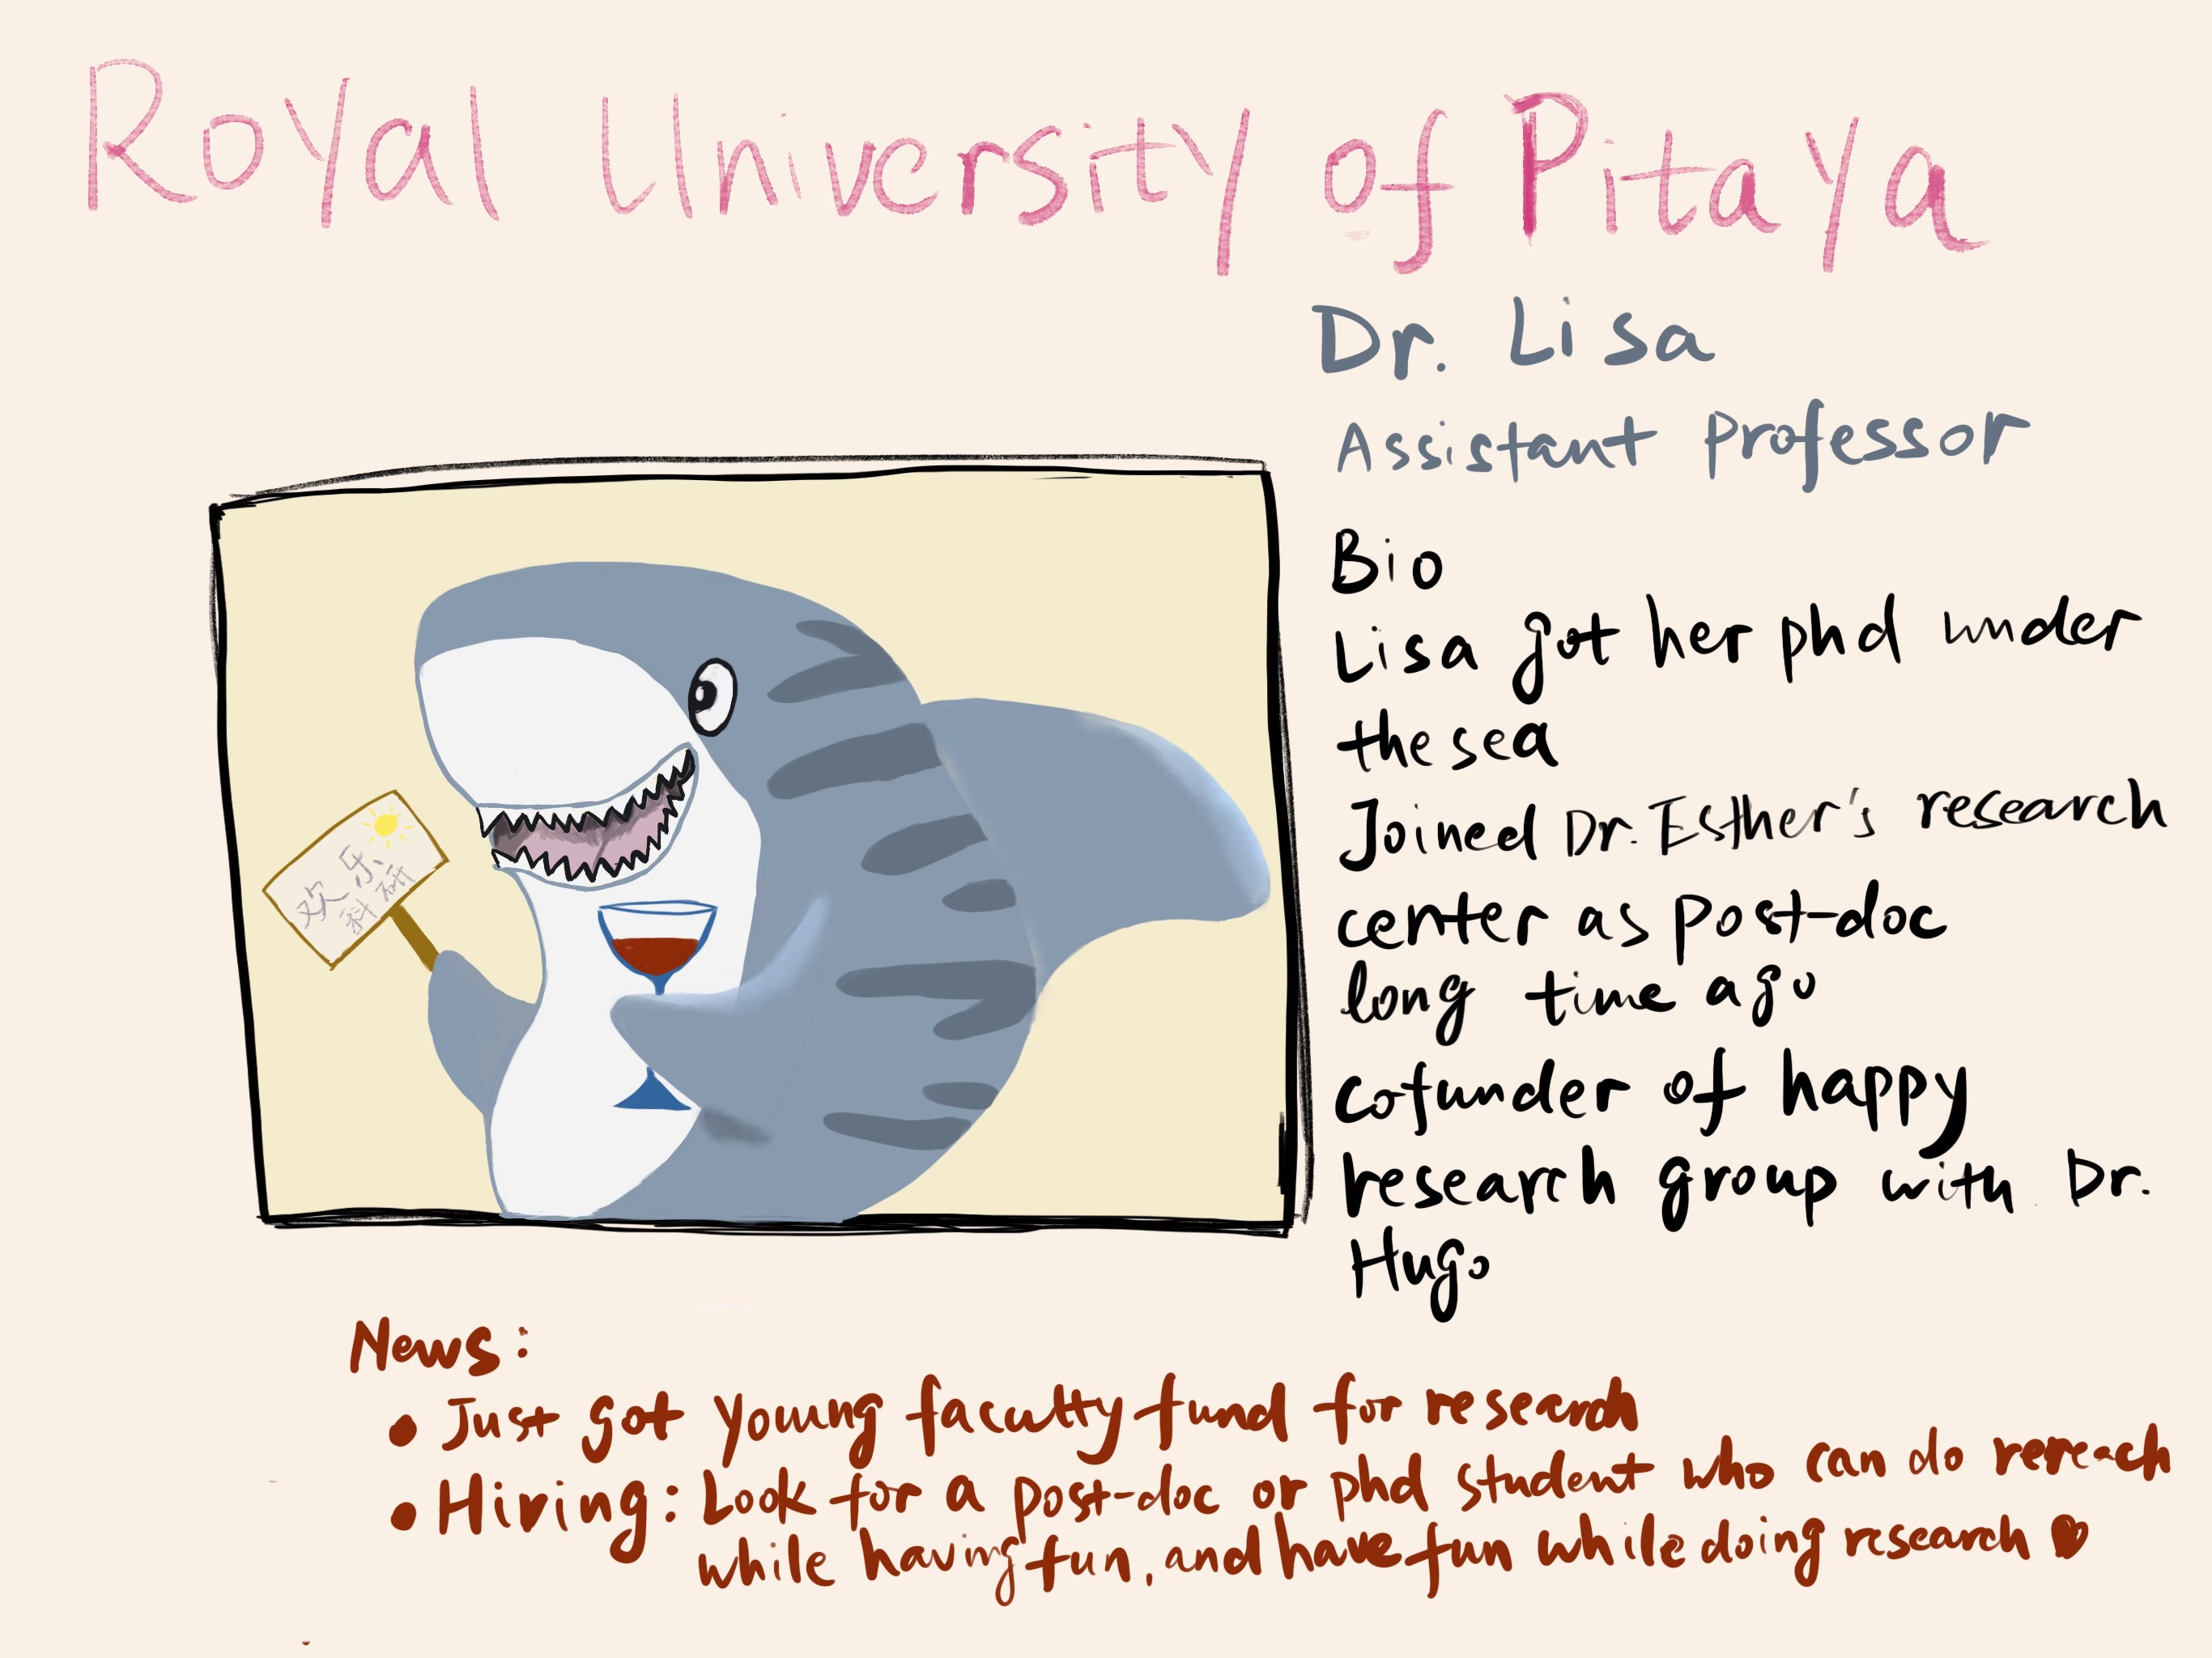 Royal University of Pitaya
Dr. Lisa
Assistant professor
Bio
Lisa got her phd under
the sea
Joined Dr. Esther's research
center as post-doc
long time ago
cofunder of happy
research group with Dr.
Hugo
欢乐
科研
News:
• Just got young faculty fund for research
• Hiring: Look for a post-doc or phd student who can do rereach
while having fun, and have fun while doing research